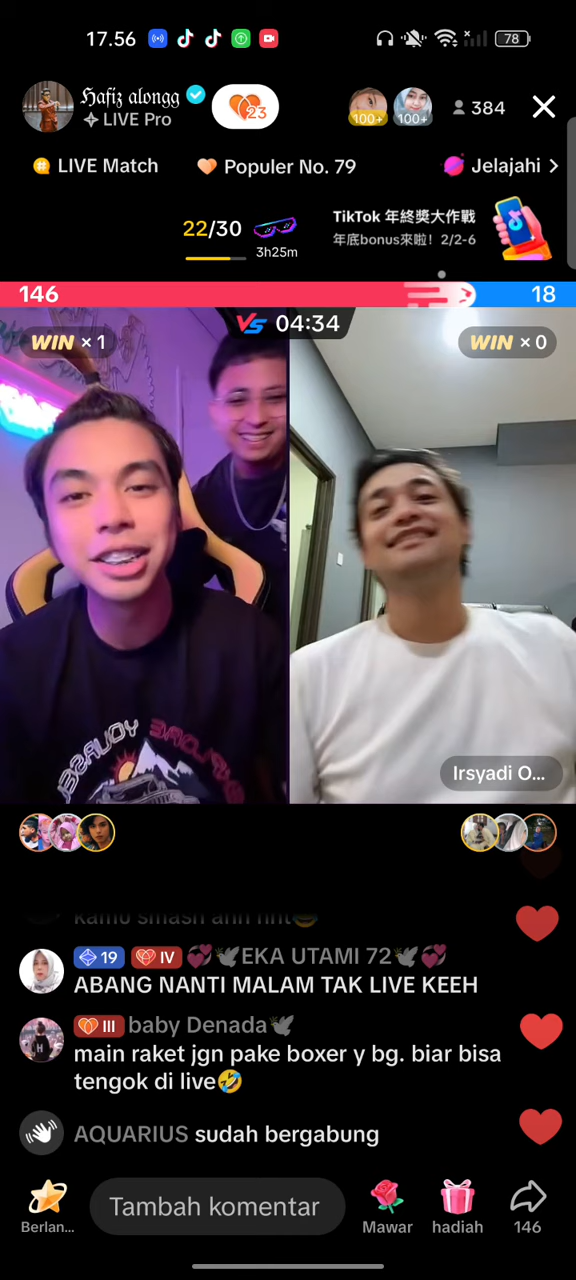 17.56
78
Hafiz alongg
LIVE Pro
23
100+
100+
384
LIVE Match
Populer No. 79
Jelajahi
22/30
3h25m
TikTok 年終獎大作戰
年底bonus來啦！2/2-6
146
18
WIN × 1
VS 04:34
WIN × 0
Irsyadi O...
19
IV
EKA UTAMI 72
ABANG NANTI MALAM TAK LIVE KEEH
III
baby Denada
main raket jgn pake boxer y bg. biar bisa
tengok di live
AQUARIUS sudah bergabung
Berlan...
Tambah komentar
Mawar
hadiah
146